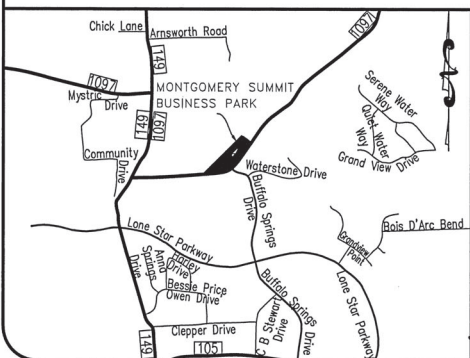 Chick Lane
Arnsworth Road
149
1097
1097
Mystric
Drive
MONTGOMERY SUMMIT
BUSINESS PARK
149
1097
Serene Water
Way
Quiet Water
Way
Grand View Drive
Community
Drive
Waterstone Drive
Buffalo Springs
Drive
Lone Star Parkway
Bois D'Arc Bend
Grandview
Point
Anna
Springs
Drive
Harley
Drive
Bessie Price
Owen Drive
Buffalo Springs
Drive
Lone Star Parkway
C B Stewart
Drive
Clepper Drive
149
105